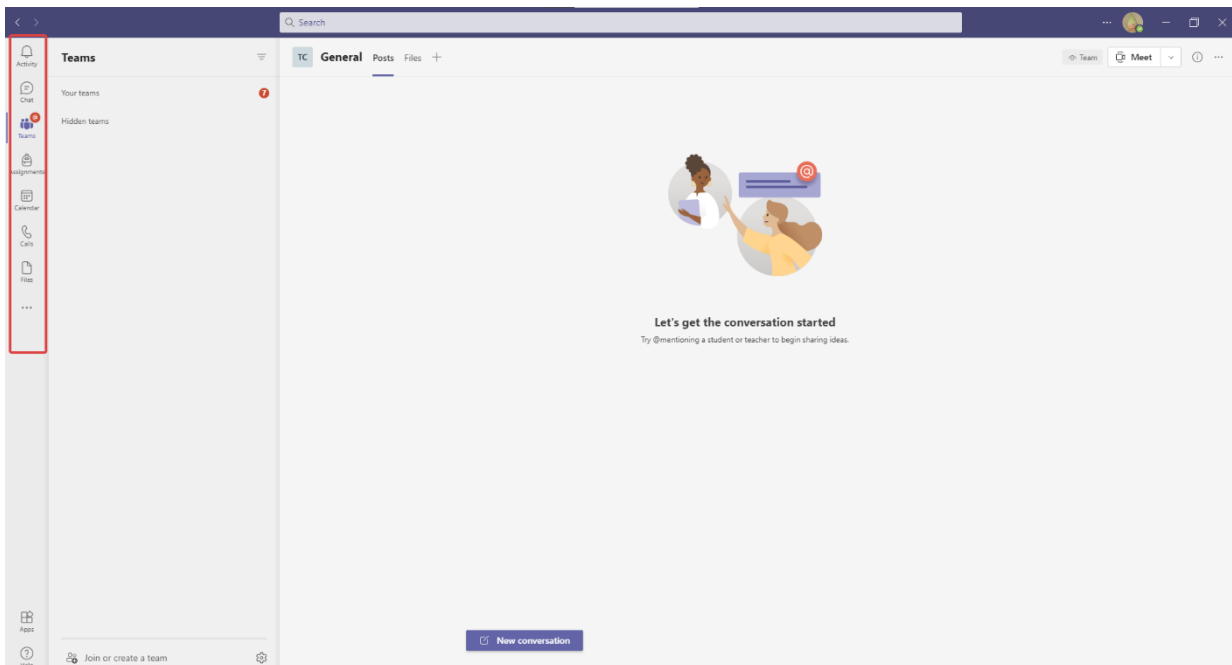 Search
Activity
Chat
Teams
Assignments
Calendar
Calls
Files
Apps
Help
Teams
Your teams
7
Hidden teams
Join or create a team
TC General Posts Files
Team Meet
@
Let's get the conversation started
Try @mentioning a student or teacher to begin sharing ideas.
New conversation